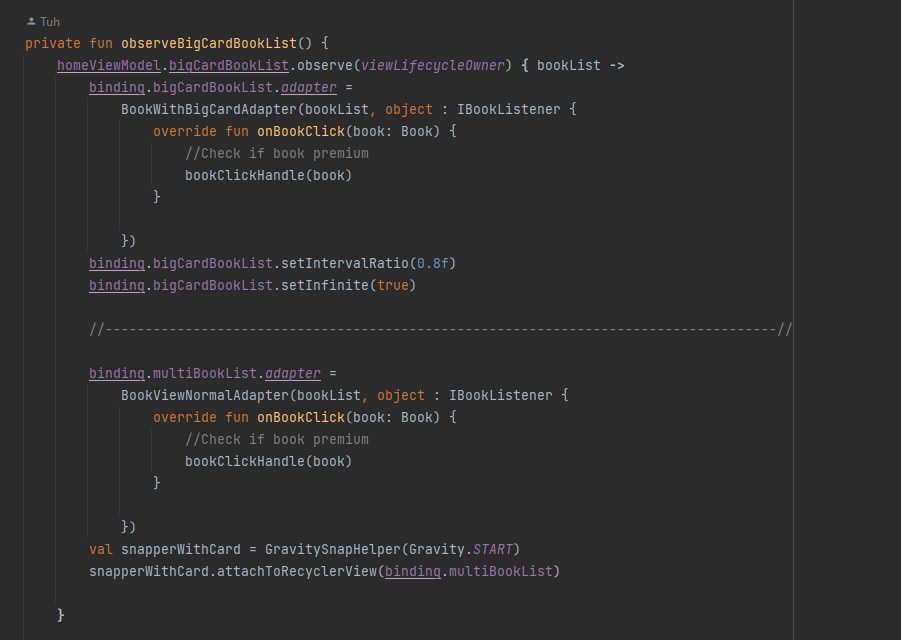 Tuh
private fun observeBigCardBookList() {
homeViewModel.bigCardBookList.observe(viewLifecycleOwner) { bookList ->
binding.bigCardBookList.adapter =
BookWithBigCardAdapter(bookList, object : IBookListener {
override fun onBookClick(book: Book) {
//Check if book premium
bookClickHandle(book)
}
})
binding.bigCardBookList.setIntervalRatio(0.8f)
binding.bigCardBookList.setInfinite(true)
//------------------------------------------------------------------------------------//
binding.multiBookList.adapter =
BookViewNormalAdapter(bookList, object : IBookListener {
override fun onBookClick(book: Book) {
//Check if book premium
bookClickHandle(book)
}
})
val snapperWithCard = GravitySnapHelper(Gravity.START)
snapperWithCard.attachToRecyclerView(binding.multiBookList)
}